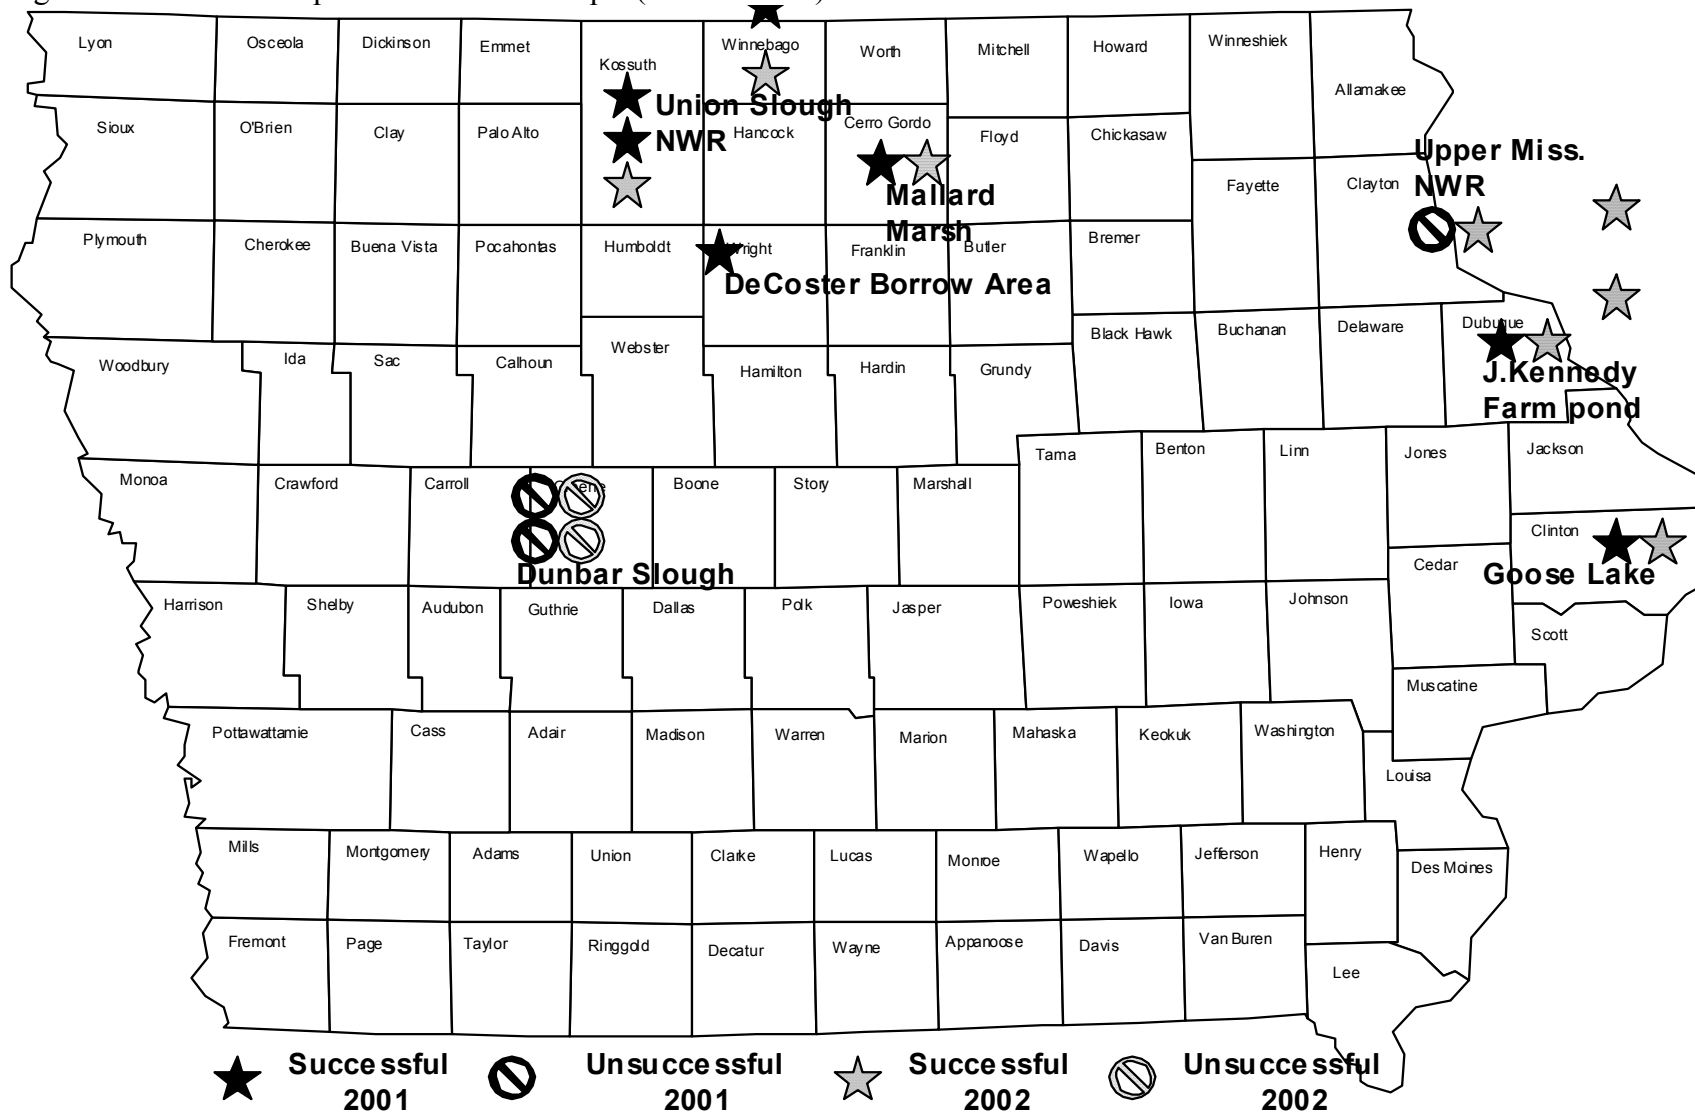 Lyon
Osceola
Dickinson
Emmet
Kossuth
Winnebago
Worth
Mitchell
Howard
Winneshiek
Allamakee
Sioux
O'Brien
Clay
Palo Alto
Union Slough
NWR
Hancock
Cerro Gordo
Floyd
Chickasaw
Mallard
Marsh
Fayette
Clayton
Upper Miss.
NWR
Plymouth
Cherokee
Buena Vista
Pocahontas
Humboldt
Wright
Franklin
Butler
Bremer
DeCoster Borrow Area
Woodbury
Ida
Sac
Calhoun
Webster
Hamilton
Hardin
Grundy
Black Hawk
Buchanan
Delaware
Dubuque
J.Kennedy
Farm pond
Monoa
Crawford
Carroll
Boone
Story
Marshall
Tama
Benton
Linn
Jones
Jackson
Dunbar Slough
Cedar
Clinton
Goose Lake
Harrison
Shelby
Audubon
Guthrie
Dallas
Polk
Jasper
Poweshiek
Iowa
Johnson
Scott
Muscatine
Pottawattamie
Cass
Adair
Madison
Warren
Marion
Mahaska
Keokuk
Washington
Louisa
Mills
Montgomery
Adams
Union
Clarke
Lucas
Monroe
Wapello
Jefferson
Henry
Des Moines
Fremont
Page
Taylor
Ringgold
Decatur
Wayne
Appanoose
Davis
Van Buren
Lee
Successful
2001
Unsuccessful
2001
Successful
2002
Unsuccessful
2002